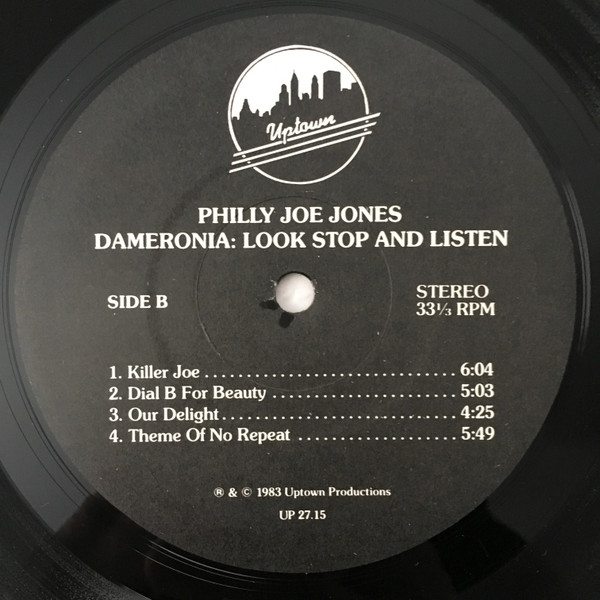 Uptown
PHILLY JOE JONES
DAMERONIA: LOOK STOP AND LISTEN
SIDE B
STEREO
33⅓ RPM
1. Killer Joe ............................... 6:04
2. Dial B For Beauty ...................... 5:03
3. Our Delight ............................. 4:25
4. Theme Of No Repeat ................... 5:49
® & © 1983 Uptown Productions
UP 27.15